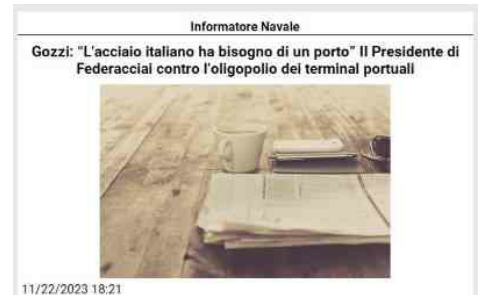 Informatore Navale
Gozzi: "L'acciaio italiano ha bisogno di un porto" Il Presidente di
Federacciai contro l'oligopolio dei terminal portuali
11/22/2023 18:21